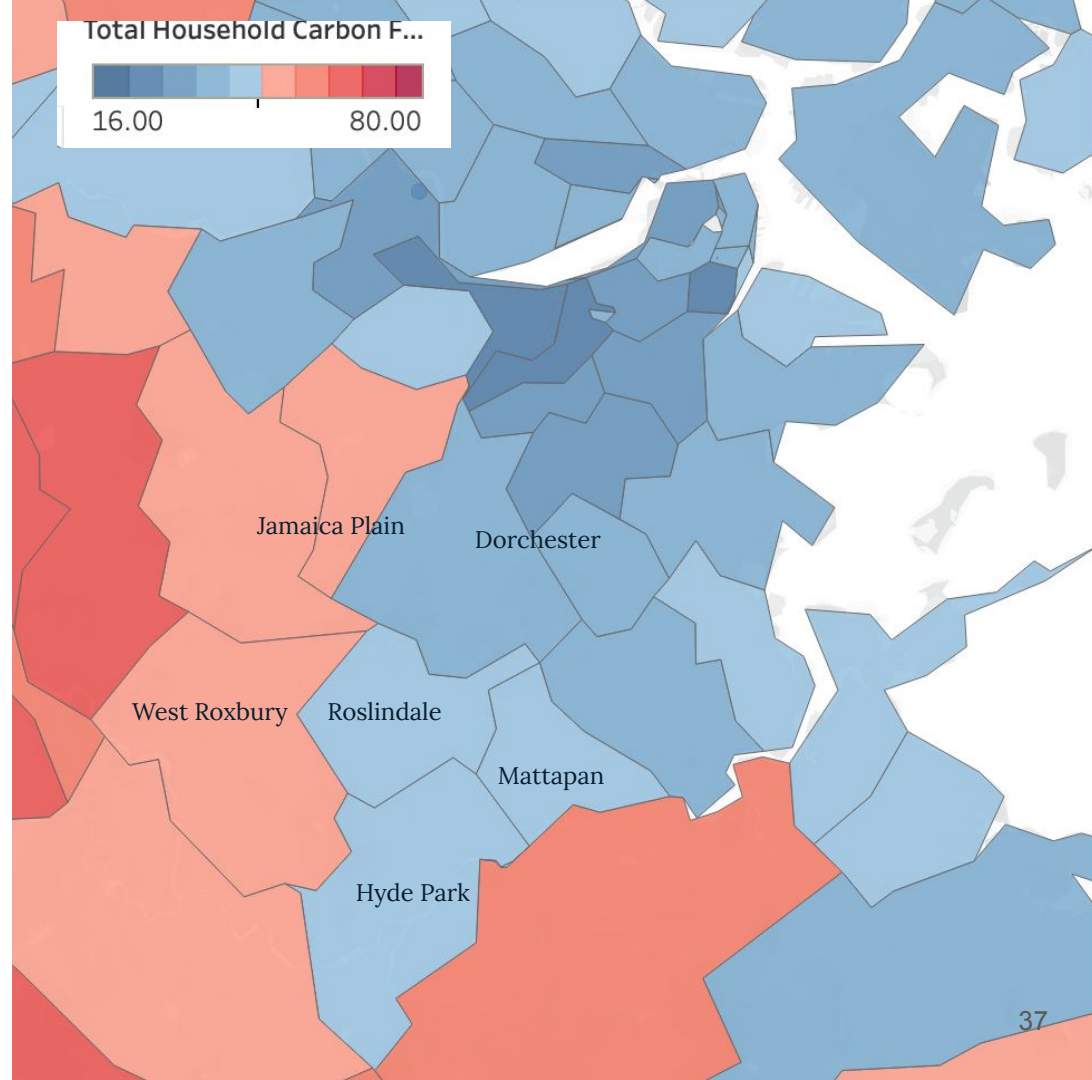 Total Household Carbon F...
16.00 80.00
Jamaica Plain
Dorchester
West Roxbury
Roslindale
Mattapan
Hyde Park
37